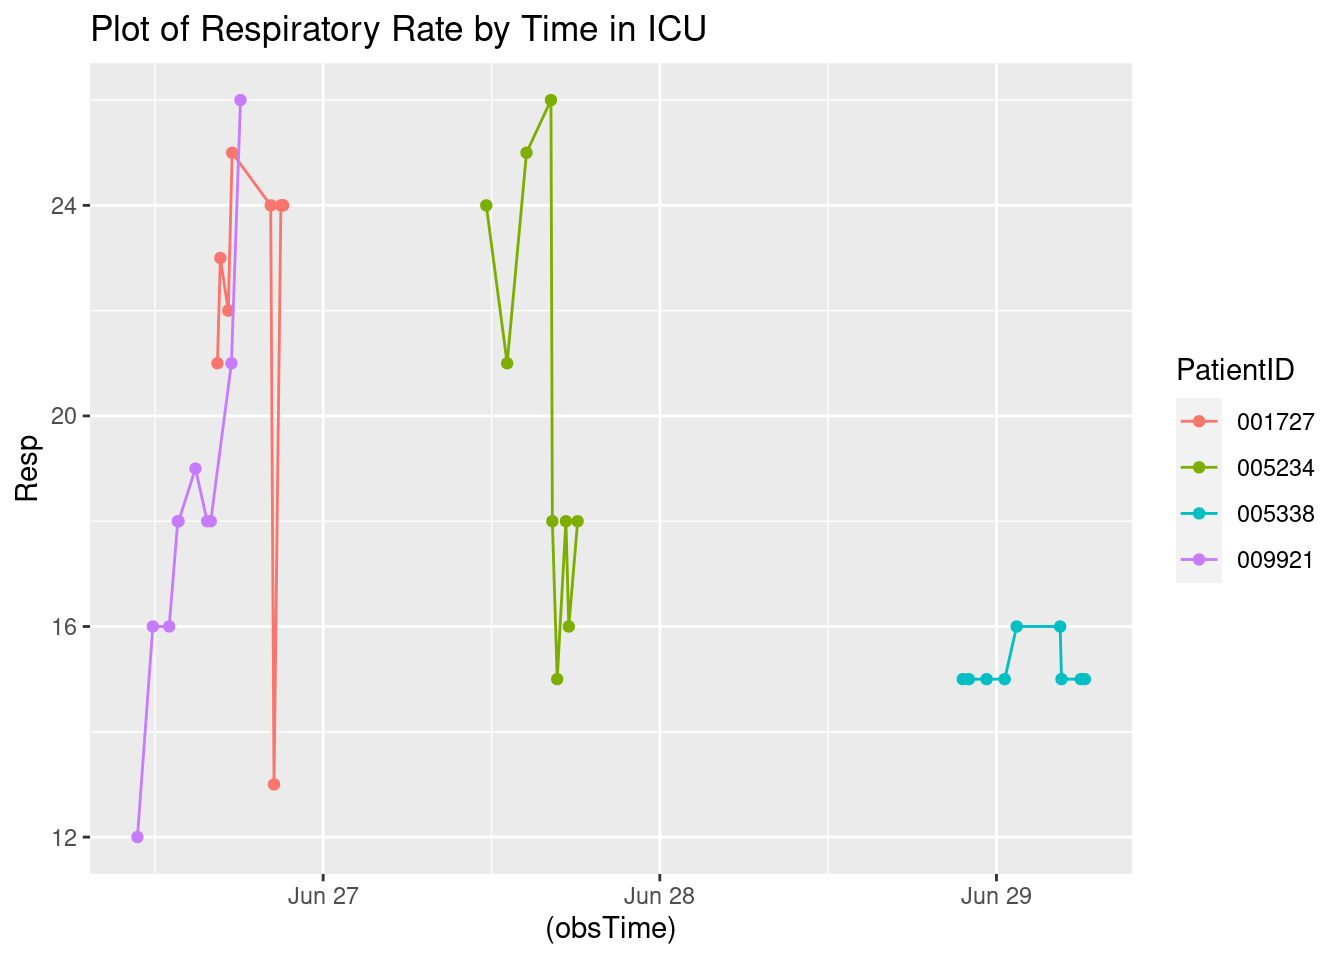 Plot of Respiratory Rate by Time in ICU
24
20
16
12
Resp
Jun 27
Jun 28
Jun 29
(obsTime)
PatientID
001727
005234
005338
009921